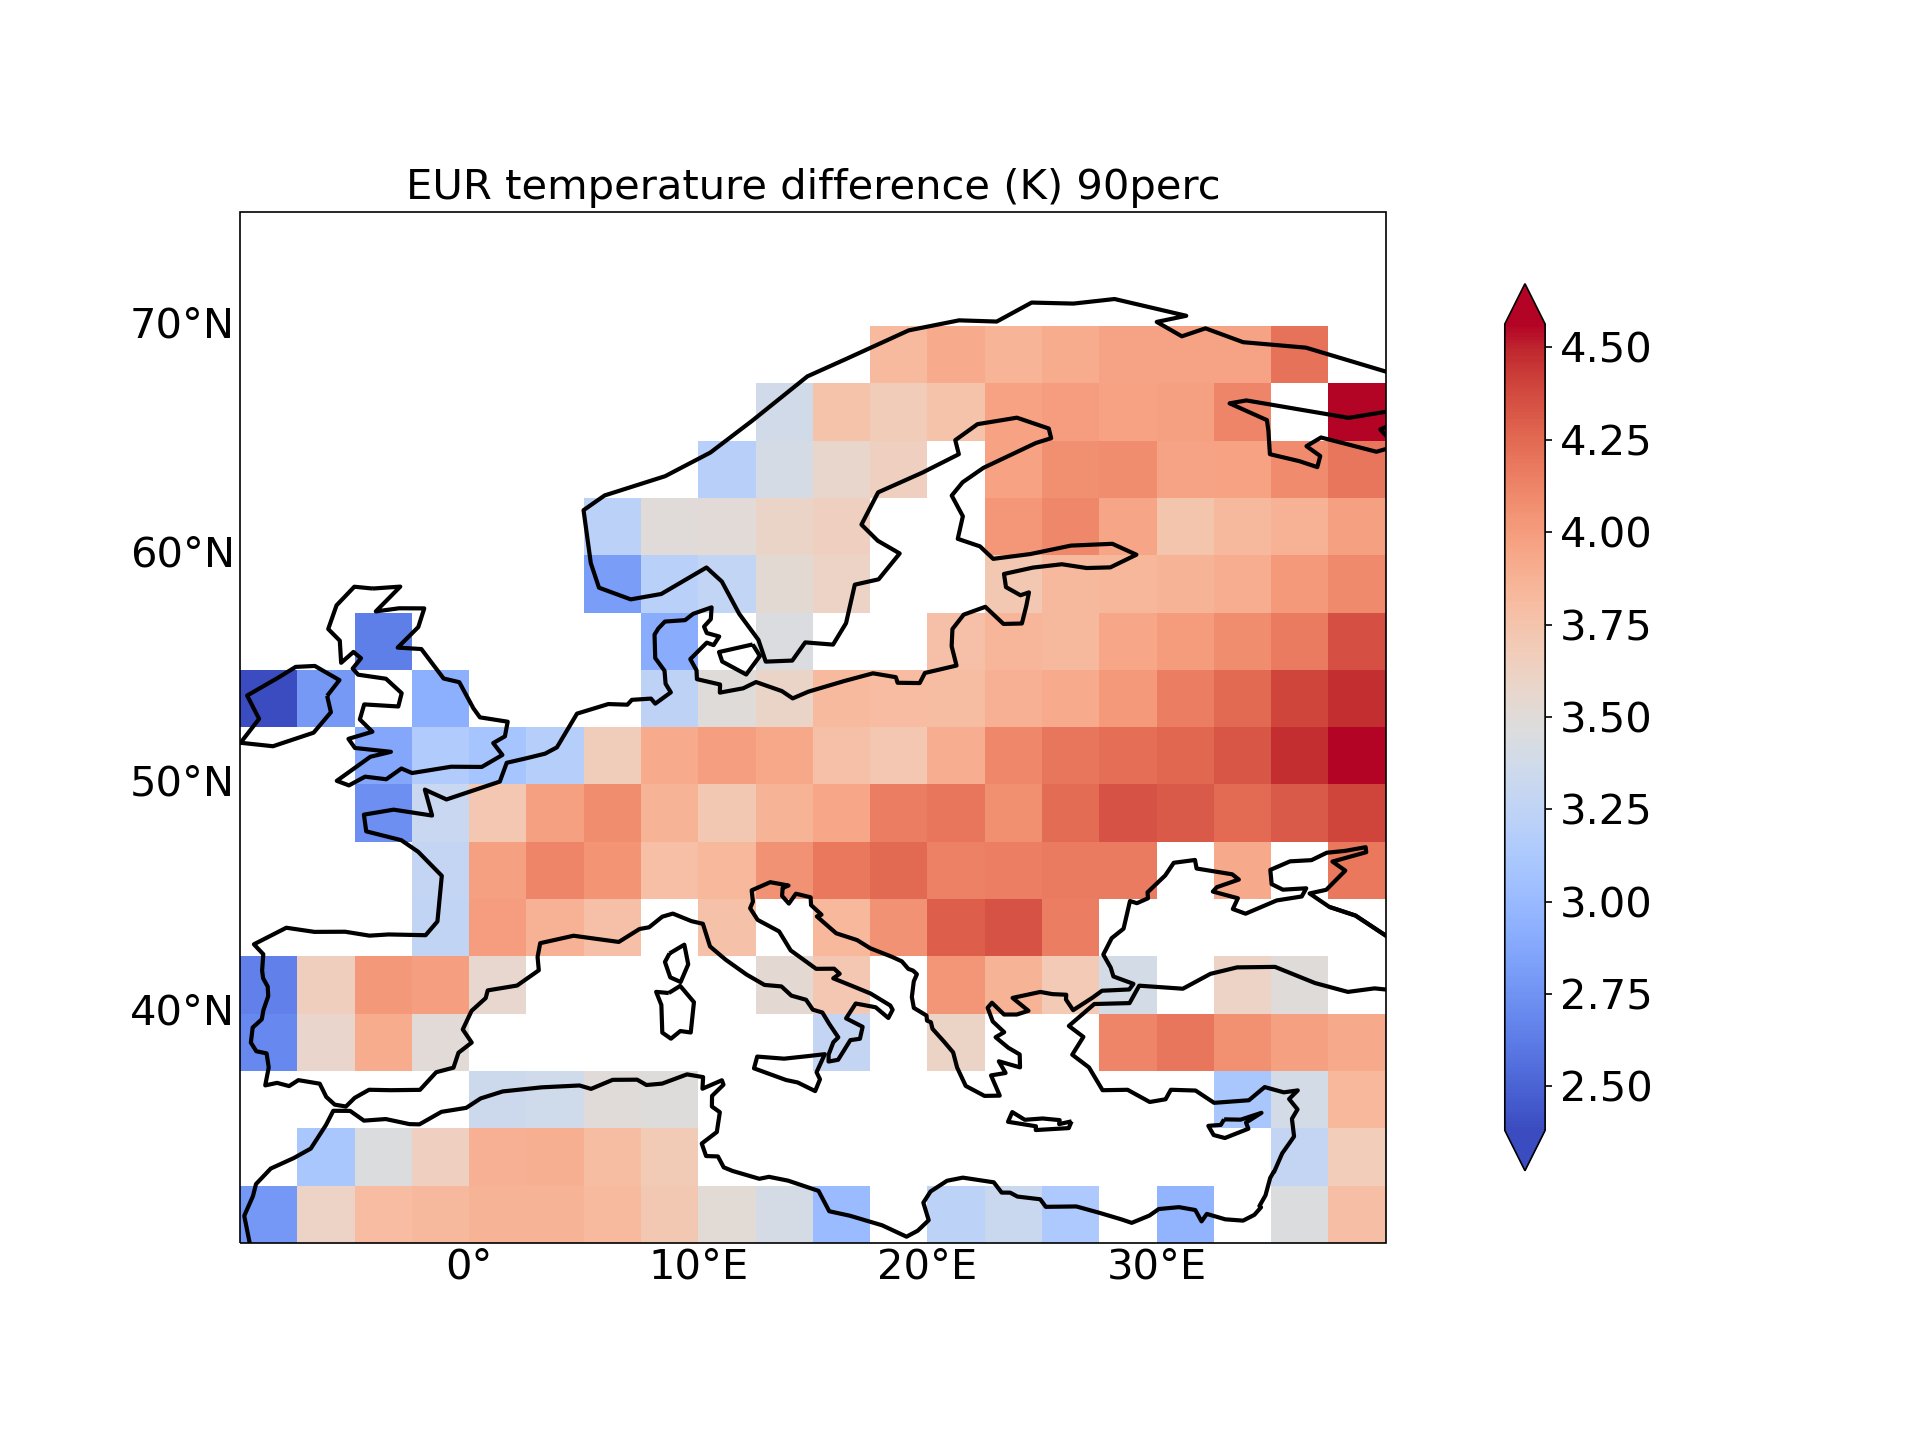 EUR temperature difference (K) 90perc
70°N
60°N
50°N
40°N
0°
10°E
20°E
30°E
4.50
4.25
4.00
3.75
3.50
3.25
3.00
2.75
2.50